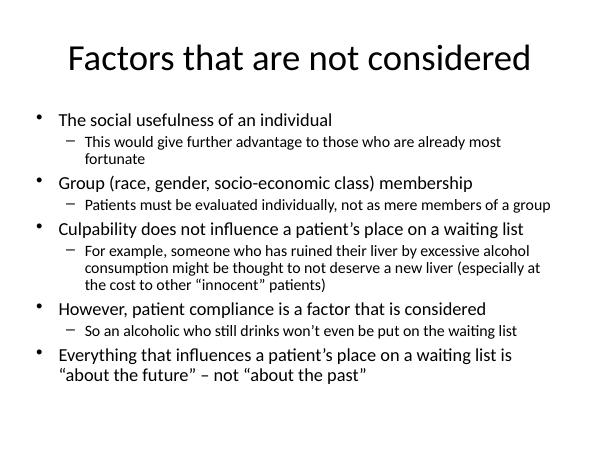 Factors that are not considered
• The social usefulness of an individual
– This would give further advantage to those who are already most
fortunate
• Group (race, gender, socio-economic class) membership
– Patients must be evaluated individually, not as mere members of a group
• Culpability does not influence a patient’s place on a waiting list
– For example, someone who has ruined their liver by excessive alcohol
consumption might be thought to not deserve a new liver (especially at
the cost to other “innocent” patients)
• However, patient compliance is a factor that is considered
– So an alcoholic who still drinks won’t even be put on the waiting list
• Everything that influences a patient’s place on a waiting list is
“about the future” – not “about the past”